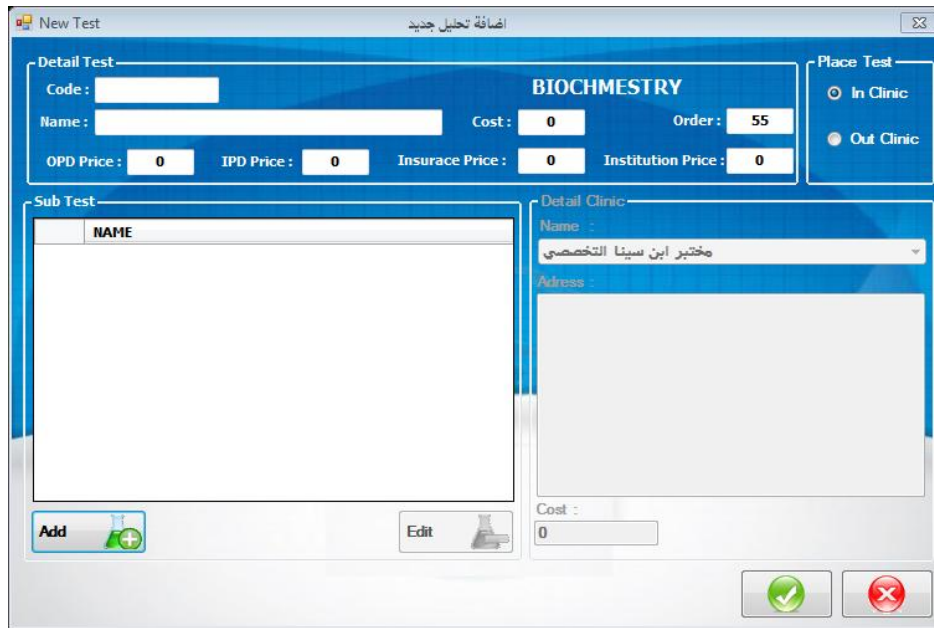 New Test
اضافة تحليل جديد
Detail Test
Code :
BIOCHMESTRY
Name :
Cost : 0
Order : 55
OPD Price : 0
IPD Price : 0
Insurace Price : 0
Institution Price : 0
Place Test
In Clinic
Out Clinic
Sub Test
NAME
Add
Edit
Detail Clinic
Name :
مختبر ابن سينا التخصصي
Adress :
Cost :
0